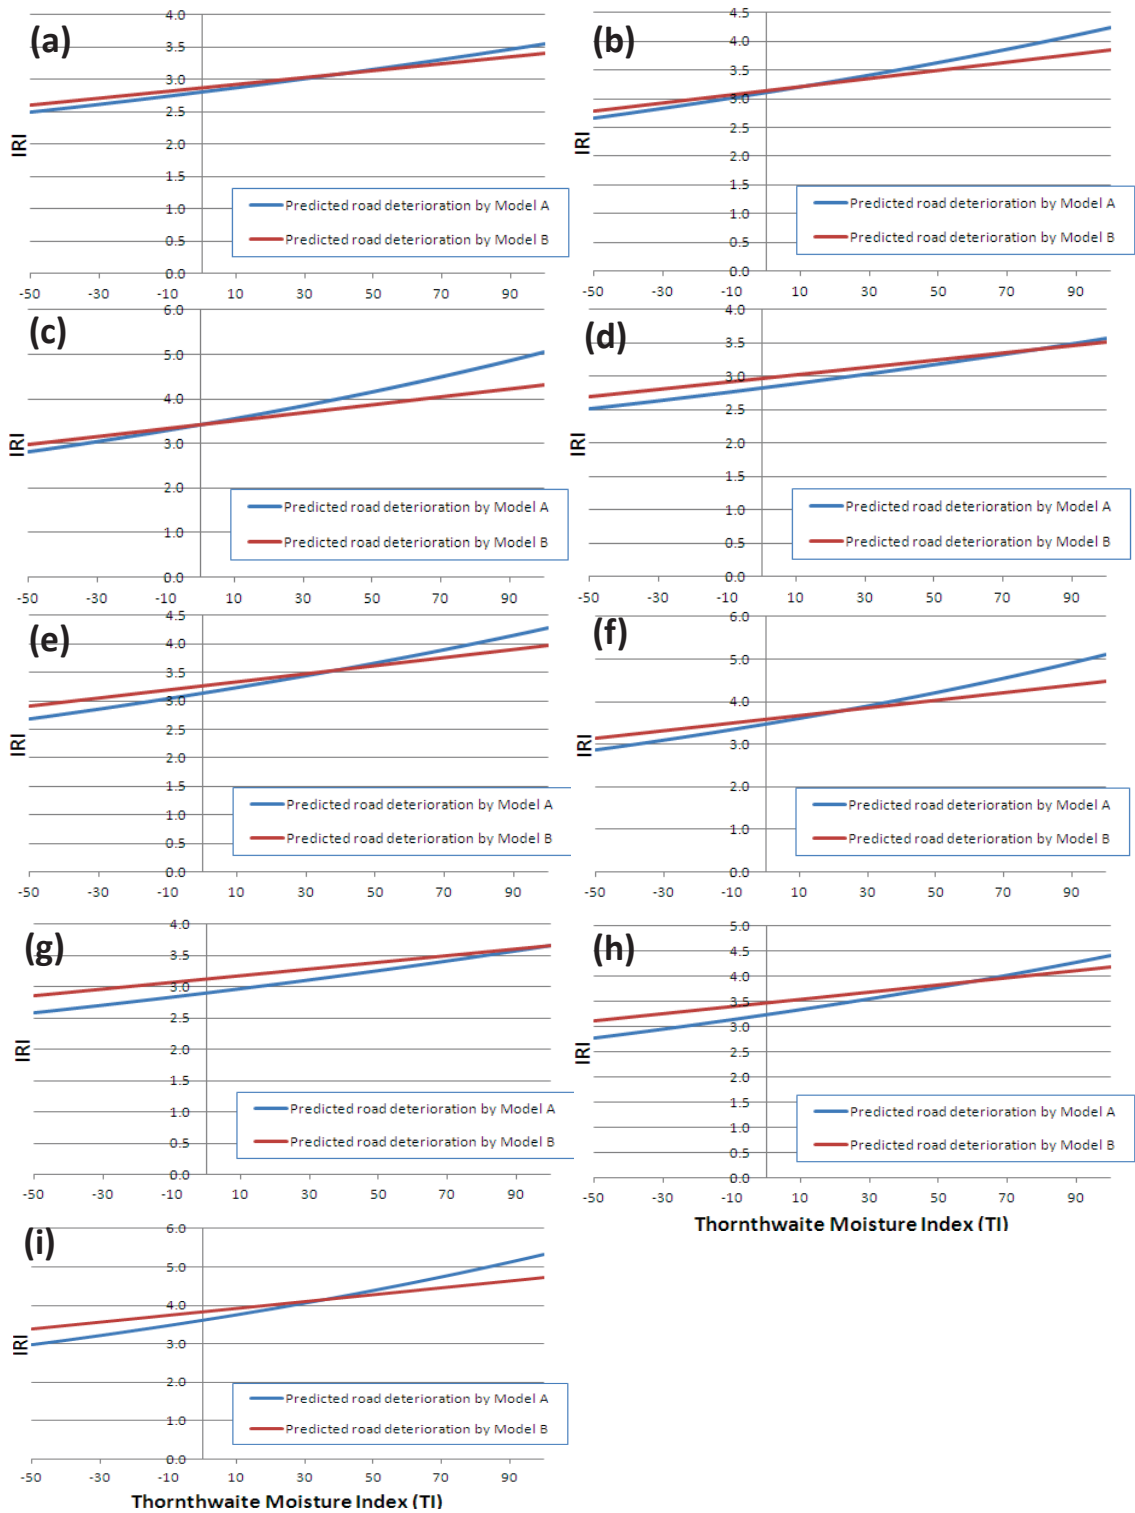 (a)
4.0
3.5
3.0
2.5
2.0
1.5
1.0
0.5
0.0
IRI
Predicted road deterioration by Model A
Predicted road deterioration by Model B
-50 -30 -10 10 30 50 70 90
(b)
4.5
4.0
3.5
3.0
2.5
2.0
1.5
1.0
0.5
0.0
IRI
Predicted road deterioration by Model A
Predicted road deterioration by Model B
-50 -30 -10 10 30 50 70 90
(c)
6.0
5.0
4.0
3.0
2.0
1.0
0.0
IRI
Predicted road deterioration by Model A
Predicted road deterioration by Model B
-50 -30 -10 10 30 50 70 90
(d)
4.0
3.5
3.0
2.5
2.0
1.5
1.0
0.5
0.0
IRI
Predicted road deterioration by Model A
Predicted road deterioration by Model B
-50 -30 -10 10 30 50 70 90
(e)
4.5
4.0
3.5
3.0
2.5
2.0
1.5
1.0
0.5
0.0
IRI
Predicted road deterioration by Model A
Predicted road deterioration by Model B
-50 -30 -10 10 30 50 70 90
(f)
6.0
5.0
4.0
3.0
2.0
1.0
0.0
IRI
Predicted road deterioration by Model A
Predicted road deterioration by Model B
-50 -30 -10 10 30 50 70 90
(g)
4.0
3.5
3.0
2.5
2.0
1.5
1.0
0.5
0.0
IRI
Predicted road deterioration by Model A
Predicted road deterioration by Model B
-50 -30 -10 10 30 50 70 90
(h)
5.0
4.5
4.0
3.5
3.0
2.5
2.0
1.5
1.0
0.5
0.0
IRI
Predicted road deterioration by Model A
Predicted road deterioration by Model B
-50 -30 -10 10 30 50 70 90
Thornthwaite Moisture Index (TI)
(i)
6.0
5.0
4.0
3.0
2.0
1.0
0.0
IRI
Predicted road deterioration by Model A
Predicted road deterioration by Model B
-50 -30 -10 10 30 50 70 90
Thornthwaite Moisture Index (TI)